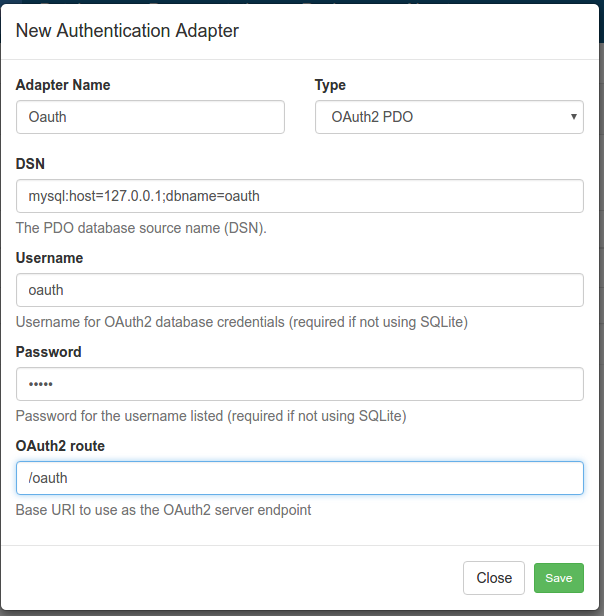 New Authentication Adapter
Adapter Name Type
Oauth OAuth2 PDO
DSN
mysql:host=127.0.0.1;dbname=oauth
The PDO database source name (DSN).
Username
oauth
Username for OAuth2 database credentials (required if not using SQLite)
Password
•••••
Password for the username listed (required if not using SQLite)
OAuth2 route
/oauth
Base URI to use as the OAuth2 server endpoint
Close Save